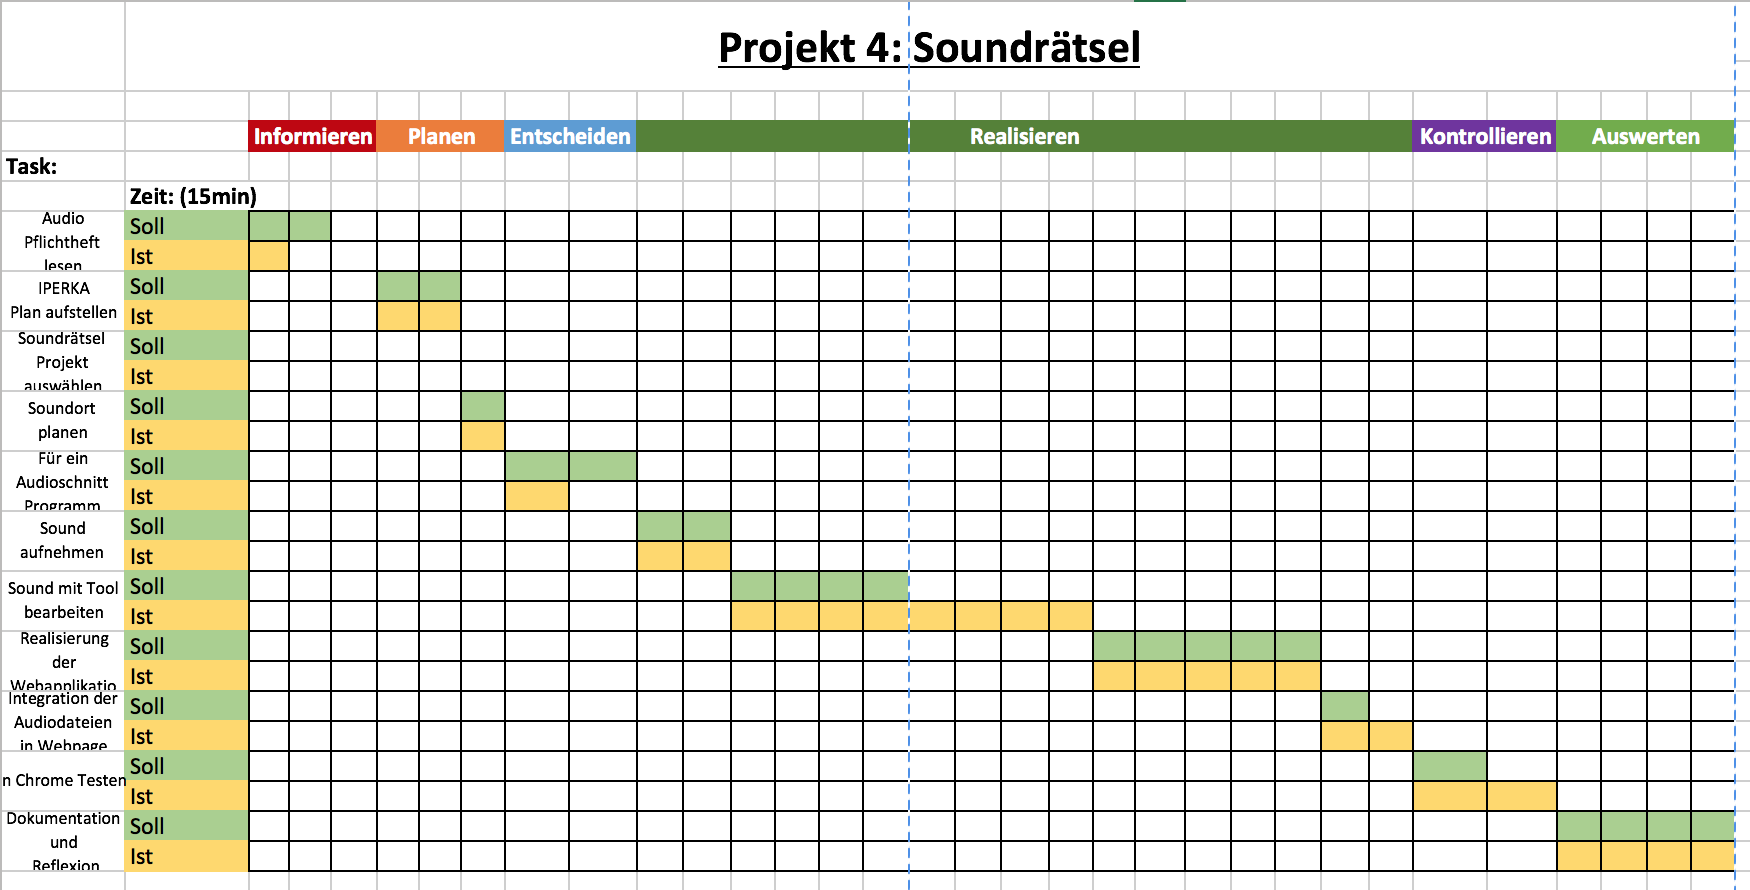 Projekt 4: Soundrätsel
Informieren Planen Entscheiden Realisieren Kontrollieren Auswerten
Task:
Zeit: (15min)
Audio
Pflichtheft
lesen
Soll
Ist
IPERKA
Plan aufstellen
Soll
Ist
Soundrätsel
Projekt
auswählen
Soll
Ist
Soundort
planen
Soll
Ist
Für ein
Audioschnitt
Programm
Soll
Ist
Sound
aufnehmen
Soll
Ist
Sound mit Tool
bearbeiten
Soll
Ist
Realisierung
der
Webapplikatio
Soll
Ist
Integration der
Audiodateien
in Webpage
Soll
Ist
n Chrome Testen
Soll
Ist
Dokumentation
und
Reflexion
Soll
Ist